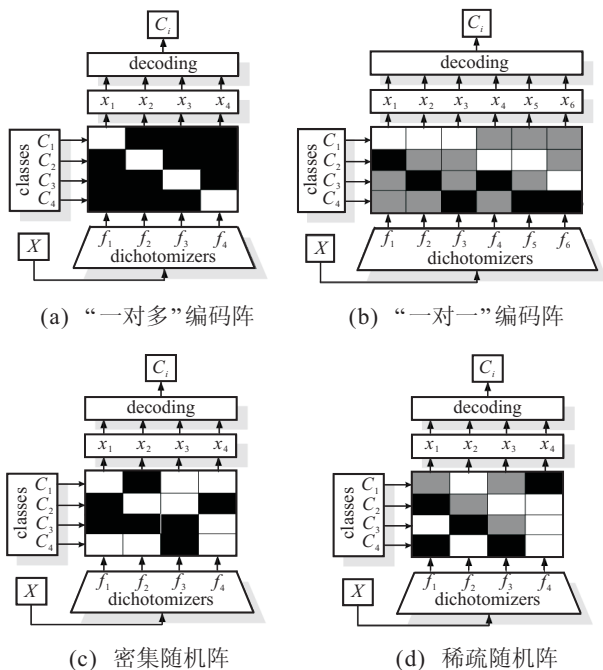 C_i
decoding
x_1 x_2 x_3 x_4
classes
C_1
C_2
C_3
C_4
X
f_1 f_2 f_3 f_4
dichotomizers
(a) “一对多”编码阵
C_i
decoding
x_1 x_2 x_3 x_4 x_5 x_6
classes
C_1
C_2
C_3
C_4
X
f_1 f_2 f_3 f_4 f_5 f_6
dichotomizers
(b) “一对一”编码阵
C_i
decoding
x_1 x_2 x_3 x_4
classes
C_1
C_2
C_3
C_4
X
f_1 f_2 f_3 f_4
dichotomizers
(c) 密集随机阵
C_i
decoding
x_1 x_2 x_3 x_4
classes
C_1
C_2
C_3
C_4
X
f_1 f_2 f_3 f_4
dichotomizers
(d) 稀疏随机阵